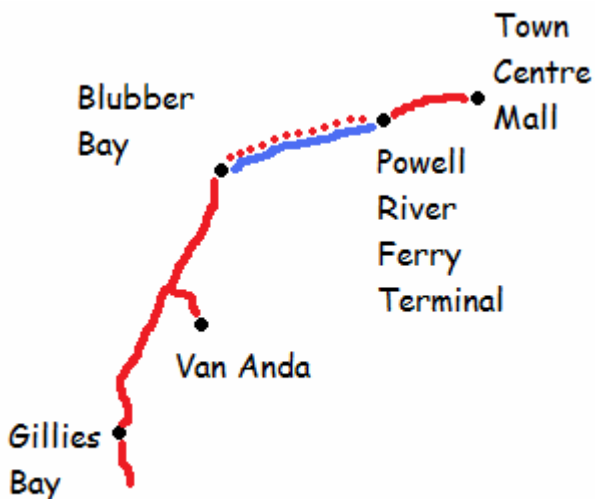 Town
Centre
Mall
Blubber
Bay
Powell
River
Ferry
Terminal
Van Anda
Gillies
Bay